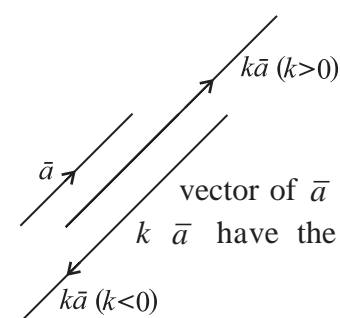 kā (k>0)
ā
vector of ā
k ā have the
kā (k<0)